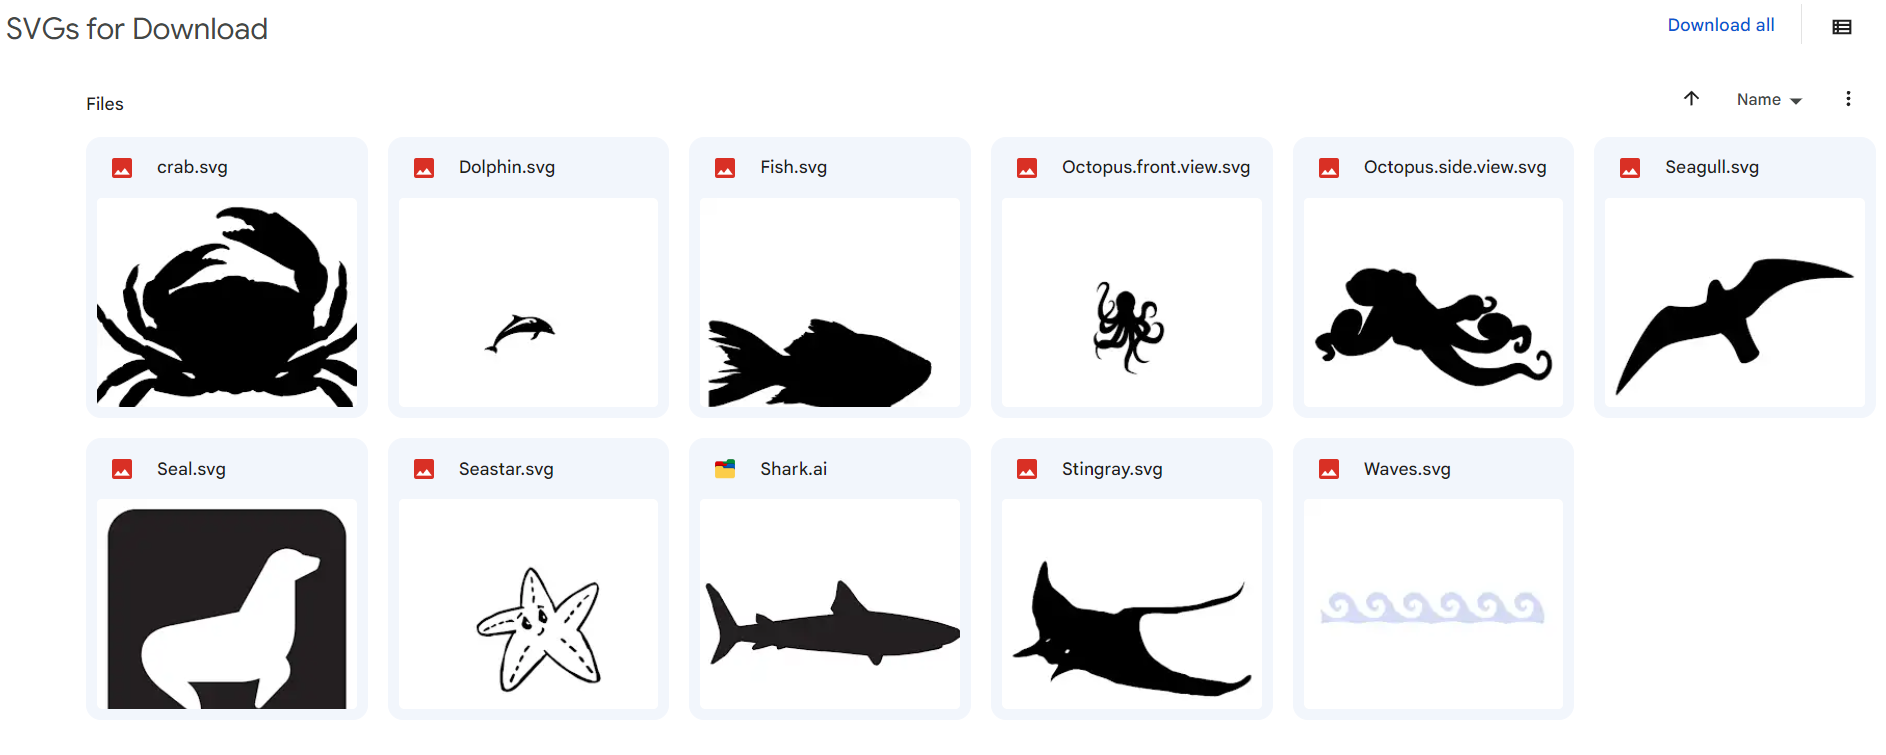 SVGs for Download
Download all
Files
Name
crab.svg
Dolphin.svg
Fish.svg
Octopus.front.view.svg
Octopus.side.view.svg
Seagull.svg
Seal.svg
Seastar.svg
Shark.ai
Stingray.svg
Waves.svg